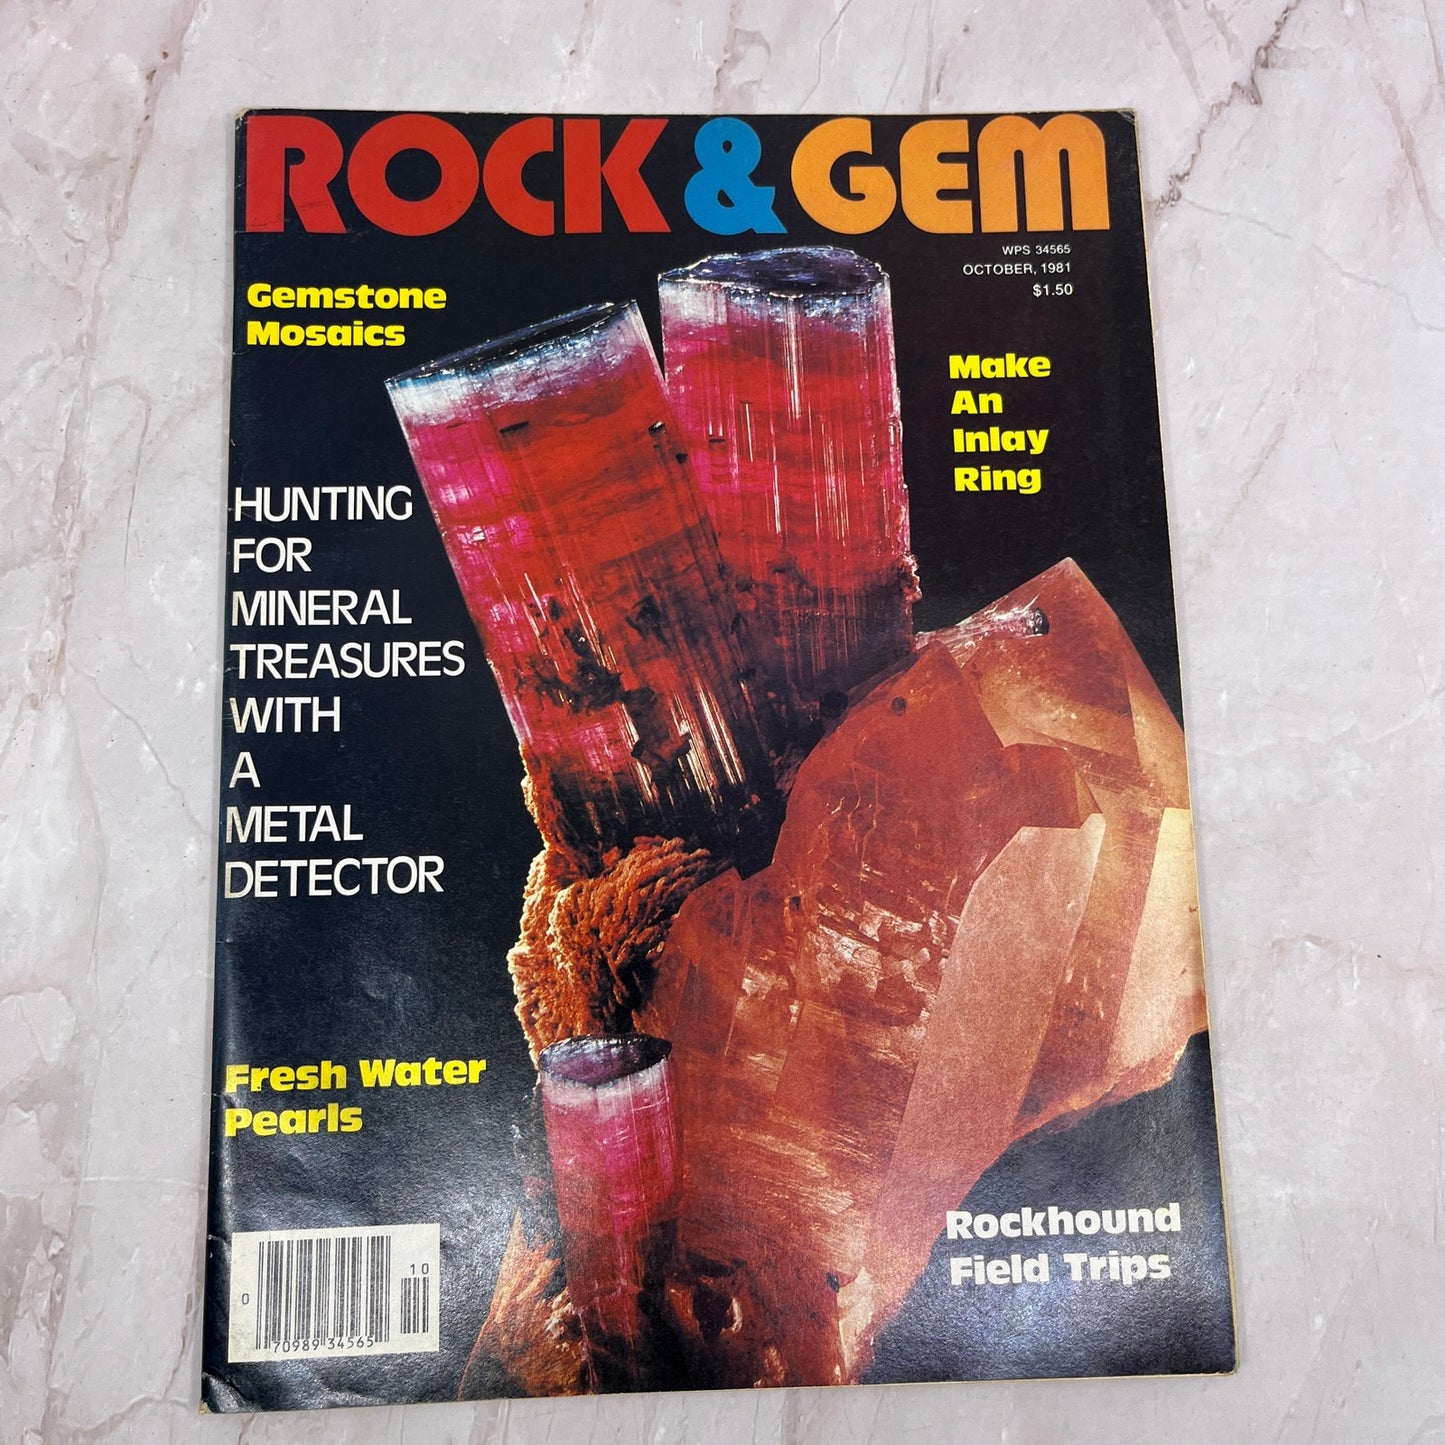 ROCK & GEM
WPS 34565
OCTOBER, 1981
$1.50
Gemstone
Mosaics
Make
An
Inlay
Ring
HUNTING
FOR
MINERAL
TREASURES
WITH
A
METAL
DETECTOR
Fresh Water
Pearls
Rockhound
Field Trips
10
0
70989 34565